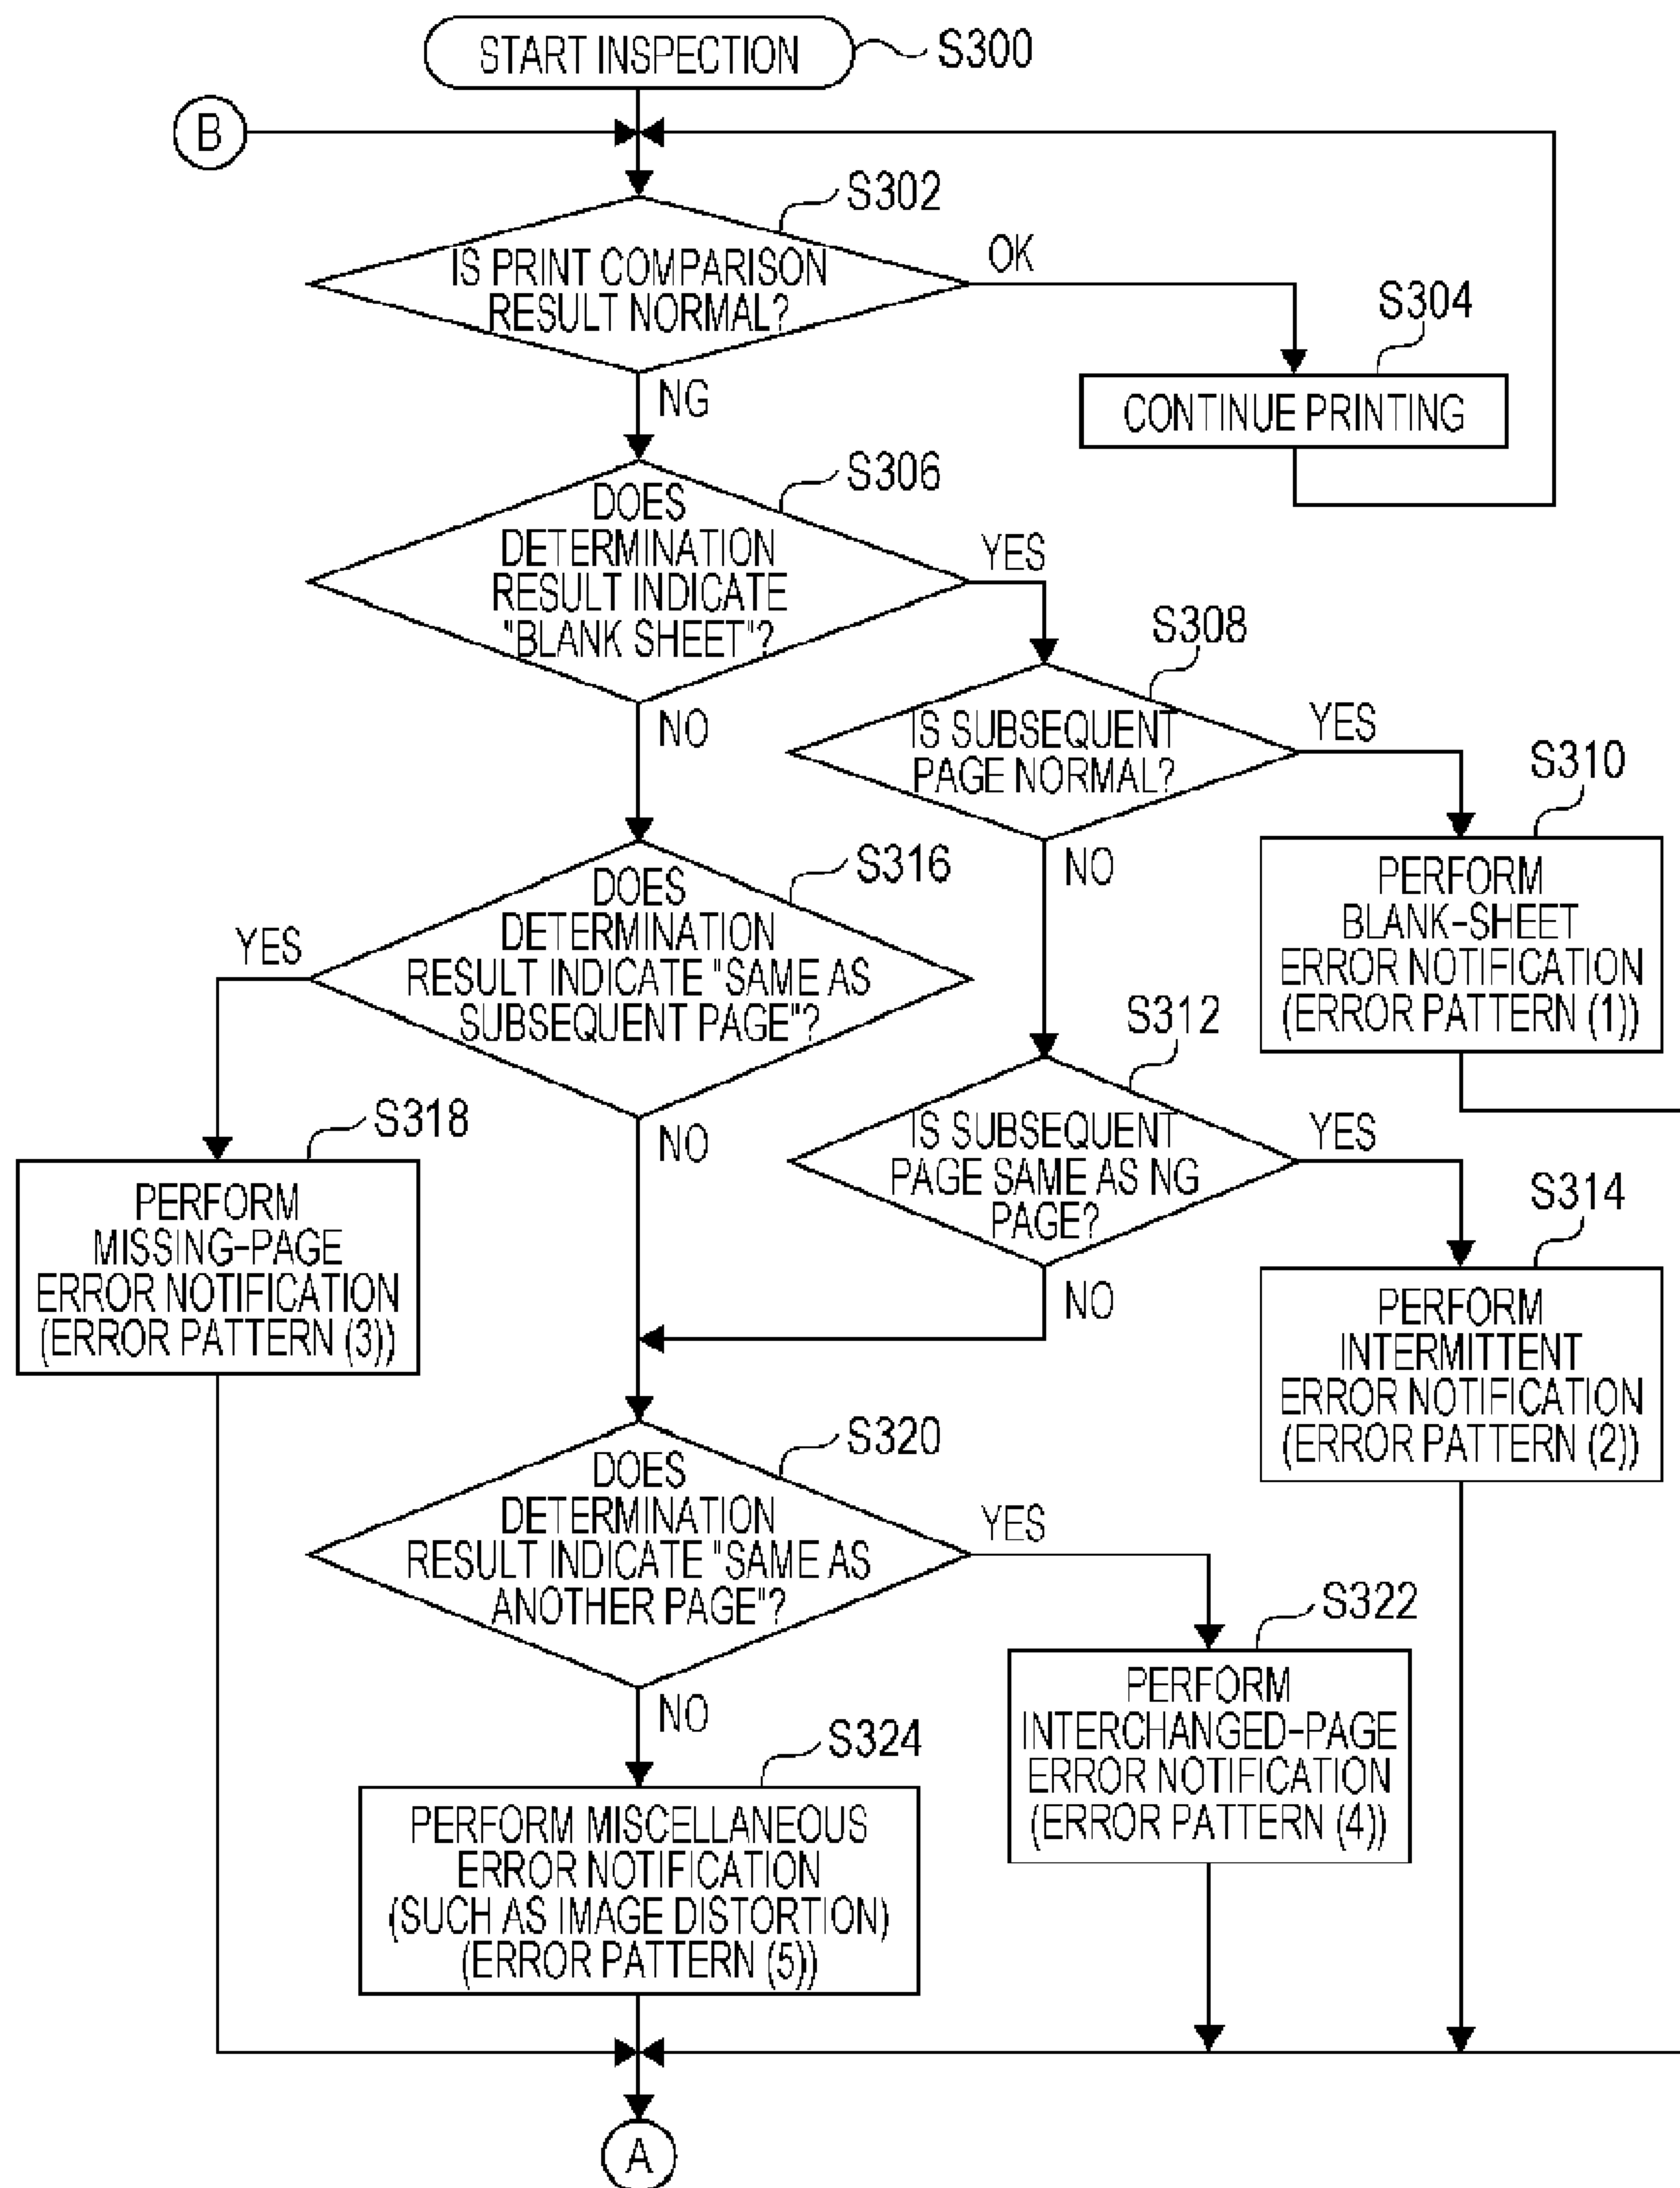 START INSPECTION
S300
B
S302
IS PRINT COMPARISON
RESULT NORMAL?
OK
S304
CONTINUE PRINTING
NG
S306
DOES
DETERMINATION
RESULT INDICATE
"BLANK SHEET"?
YES
NO
S308
IS SUBSEQUENT
PAGE NORMAL?
YES
NO
S310
PERFORM
BLANK-SHEET
ERROR NOTIFICATION
(ERROR PATTERN (1))
S316
DOES
DETERMINATION
RESULT INDICATE "SAME AS
SUBSEQUENT PAGE"?
YES
NO
S312
IS SUBSEQUENT
PAGE SAME AS NG
PAGE?
YES
NO
S318
PERFORM
MISSING-PAGE
ERROR NOTIFICATION
(ERROR PATTERN (3))
S314
PERFORM
INTERMITTENT
ERROR NOTIFICATION
(ERROR PATTERN (2))
S320
DOES
DETERMINATION
RESULT INDICATE "SAME AS
ANOTHER PAGE"?
YES
NO
S322
PERFORM
INTERCHANGED-PAGE
ERROR NOTIFICATION
(ERROR PATTERN (4))
S324
PERFORM MISCELLANEOUS
ERROR NOTIFICATION
(SUCH AS IMAGE DISTORTION)
(ERROR PATTERN (5))
A